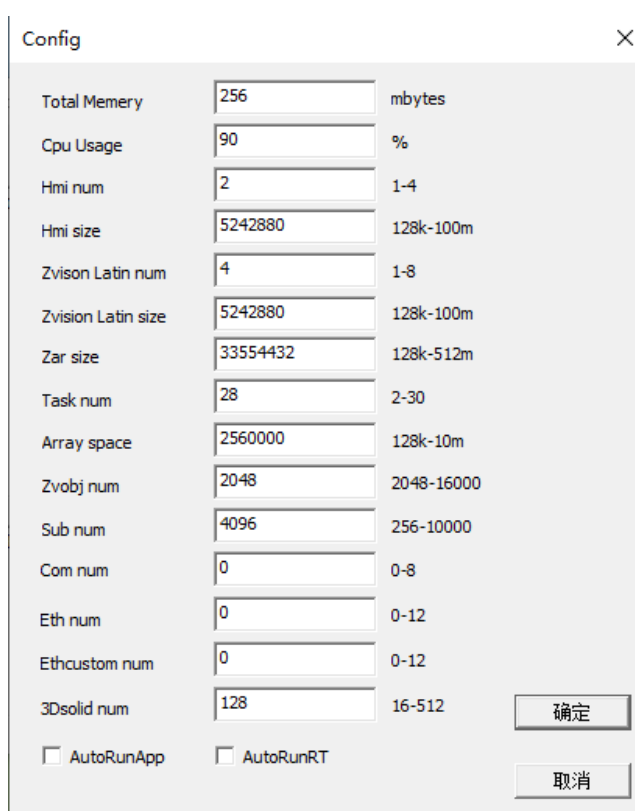 Config
Total Memery 256 mbytes
Cpu Usage 90 %
Hmi num 2 1-4
Hmi size 5242880 128k-100m
Zvison Latin num 4 1-8
Zvision Latin size 5242880 128k-100m
Zar size 33554432 128k-512m
Task num 28 2-30
Array space 2560000 128k-10m
Zvobj num 2048 2048-16000
Sub num 4096 256-10000
Com num 0 0-8
Eth num 0 0-12
Ethcustom num 0 0-12
3Dsolid num 128 16-512
确定
AutoRunApp AutoRunRT
取消